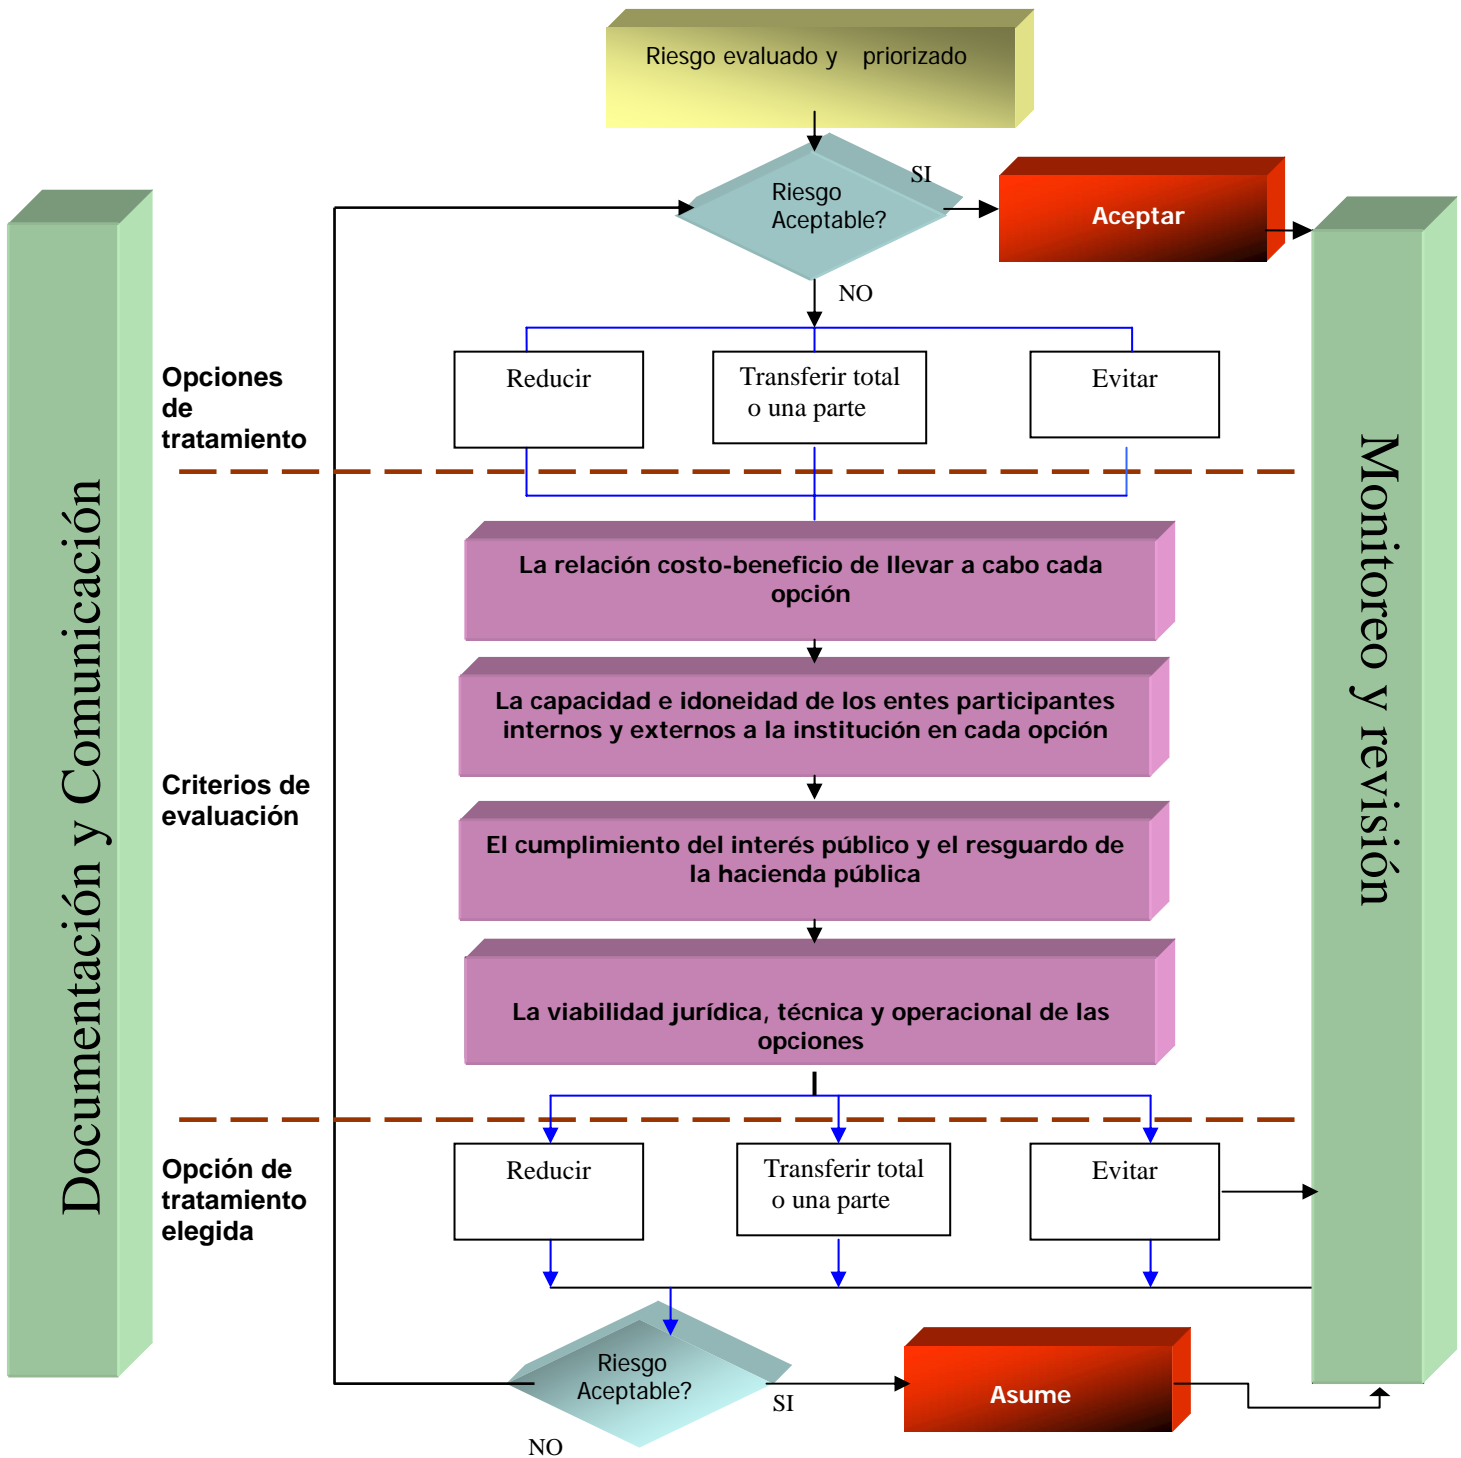 Riesgo evaluado y priorizado
Riesgo
Aceptable?
SI
Aceptar
NO
Opciones
de
tratamiento
Reducir
Transferir total
o una parte
Evitar
La relación costo-beneficio de llevar a cabo cada
opción
La capacidad e idoneidad de los entes participantes
internos y externos a la institución en cada opción
Criterios de
evaluación
El cumplimiento del interés público y el resguardo de
la hacienda pública
La viabilidad jurídica, técnica y operacional de las
opciones
Opción de
tratamiento
elegida
Reducir
Transferir total
o una parte
Evitar
Riesgo
Aceptable?
SI
Asume
NO
Documentación y Comunicación
Monitoreo y revisión